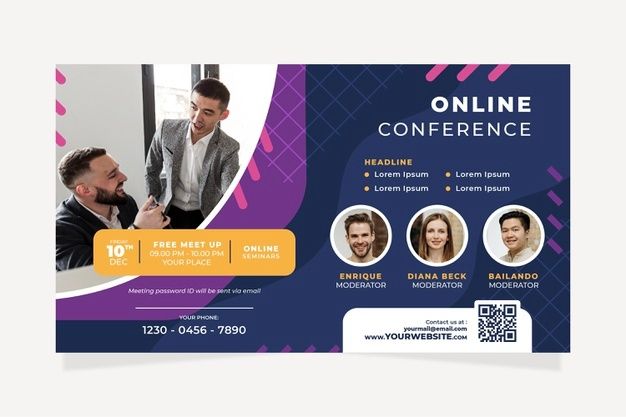 ONLINE
CONFERENCE
HEADLINE
Lorem Ipsum
Lorem Ipsum
Lorem Ipsum
Lorem Ipsum
FRIDAY
10TH
DEC
FREE MEET UP
09.00 PM - 10.00 PM
YOUR PLACE
ONLINE
SEMINARS
ENRIQUE
MODERATOR
DIANA BECK
MODERATOR
BAILANDO
MODERATOR
Meeting password ID will be sent via email
YOUR PHONE:
1230 - 0456 - 7890
Contact us at :
yourmail@email.com
www.YOURWEBSITE.com